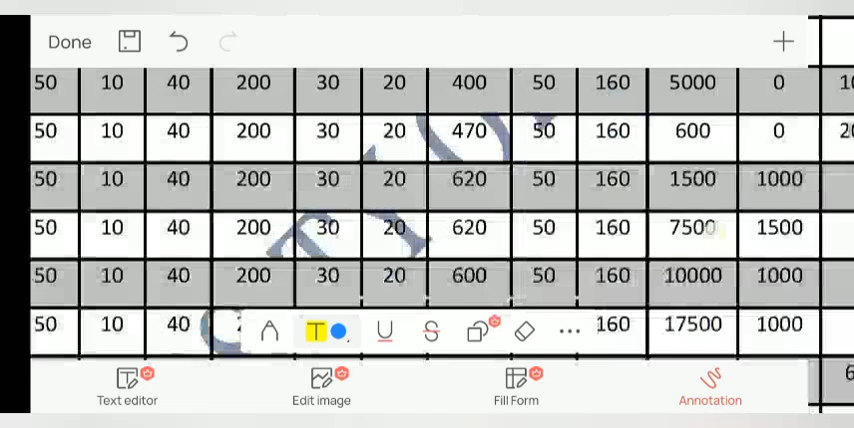 Done
50 10 40 200 30 20 400 50 160 5000 0
50 10 40 200 30 20 470 50 160 600 0
50 10 40 200 30 20 620 50 160 1500 1000
50 10 40 200 30 20 620 50 160 7500 1500
50 10 40 200 30 20 600 50 160 10000 1000
50 10 40 160 17500 1000
Text editor Edit image Fill Form Annotation